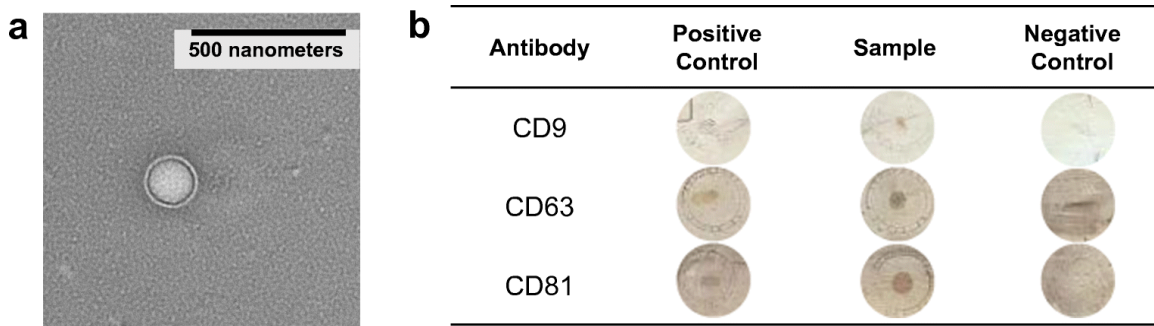 a
500 nanometers
b
Antibody Positive Control Sample Negative Control
CD9
CD63
CD81